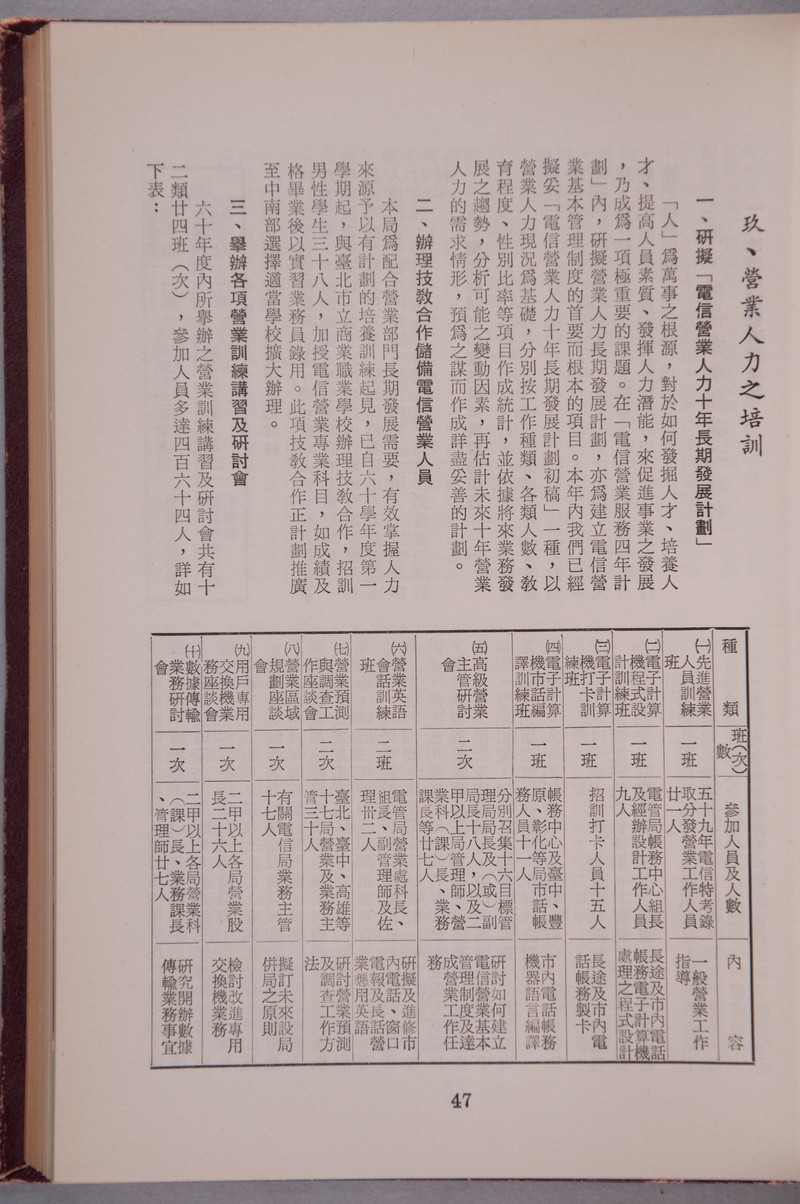 玖、營業人力之培訓
一、研擬「電信營業人力十年長期發展計劃」
「人」爲萬事之根源，對於如何發掘人才、培養人
才、提高人員素質、發揮人力潛能，來促進事業之發展
，乃成爲一項極重要的課題。在「電信營業服務四年計
劃」內，研擬營業人力長期發展計劃，亦爲建立電信營
業基本管理制度的首要而根本的項目。本年內我們已經
擬妥「電信營業人力十年長期發展計劃初稿」一種，以
營業人力現況爲基礎，分別按工作種類、各類人數、敎
育程度、性別比率等項目作成統計，並依據將來業務發
展之趨勢，分析可能之變動因素，再估計未來十年營業
人力的需求情形，預爲之謀而作成詳盡妥善的計劃。
二、辦理技敎合作儲備電信營業人員
本局爲配合營業部門長期發展需要，有效掌握人力
來源予以有計劃的培養訓練起見，已自六十學年度第一
學期起，與臺北市立商業職業學校辦理技敎合作，招訓
男性學生三十八人，加授電信營業專業科目，如成績及
格畢業後以實習業務員錄用。此項技敎合作正計劃推廣
至中南部選擇適當學校擴大辦理。
三、舉辦各項營業訓練講習及研討會
六十年度內所舉辦之營業訓練講習及研討會共有十
二類廿四班（次），參加人員多達四百六十四人，詳如
下表：
種類
班(次)數
參加人員及人數
內容
㈠先進營業
人員訓練
班
一班
五十九年電信特考錄
取分發營業工作人員
廿一人
一般營業工作
指導
㈡電子計算
機程式設
計訓練班
一班
電管局帳務中心組長
及經辦設計工作人員
九人
長途及市內電話
帳務電子計算機
處理之程式設計
㈢電子計算
機打卡訓
練班
一班
招訓打卡人員十五人
長途及市內電
話帳務製卡
㈣電子計算
機市話編
譯訓練班
一班
帳務中心及臺中、豐
原、彰化等局市話帳
務人員十一人
市內電話帳務
機器語言編譯
㈤高級營業
主管研討
會
二次
分別召集十六目標管
理局局長及（或）副
局長十八人，以及二
甲以上局管理師、營
業科（課）長、業務
課長等廿七人
研討如何建立
電信營業基本
管理制度及達
成營業工作任
務
㈥營業英語
會話訓練
班
二班
電管局營業處科長、
組長、副管理師及佐
理卅二人
研擬及進修市
內電話、窗口
電報及長話營
業應用英語
㈦營業預測
與調查工
作座談會
二次
臺北、臺中、高雄等
十七局營業及業務主
管三十人
研討營業預測
及調查工作方
法
㈧營業區域
規劃座談
會
一次
有關電信局業務主管
十七人
擬訂未來設局
併局之原則
㈨用戶專用
交換機業
務座談會
一次
二甲以上各局營業股
長二十六人
檢討改進專用
交換機業務
㈩數據傳輸
業務研討
會
一次
二甲以上各局營業科
（課）長、業務課長
、管理師廿七人
研究開辦數據
傳輸業務事宜
47